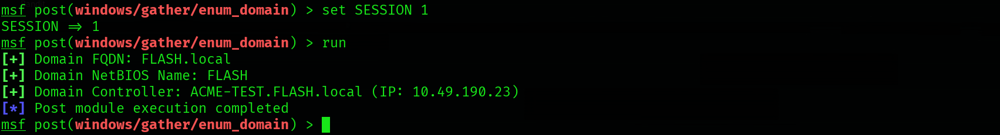 msf post(windows/gather/enum_domain) > set SESSION 1
SESSION => 1
msf post(windows/gather/enum_domain) > run
[+] Domain FQDN: FLASH.local
[+] Domain NetBIOS Name: FLASH
[+] Domain Controller: ACME-TEST.FLASH.local (IP: 10.49.190.23)
[*] Post module execution completed
msf post(windows/gather/enum_domain) >